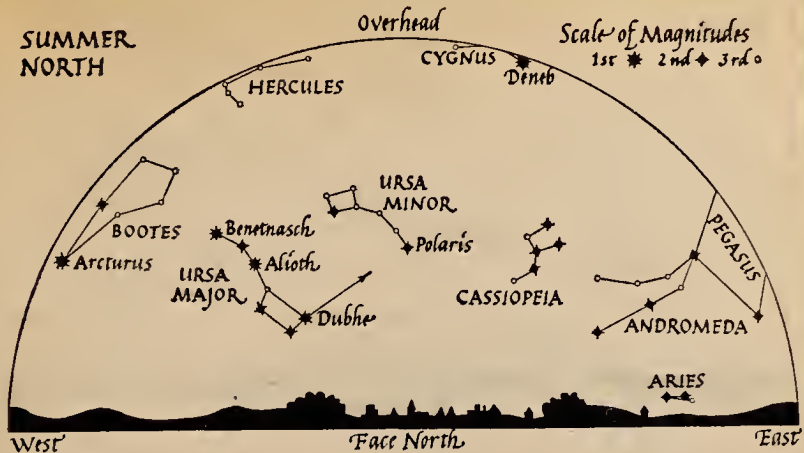 SUMMER
NORTH
Overhead
Scale of Magnitudes
1st 2nd 3rd
CYGNUS
Deneb
HERCULES
URSA
MINOR
BOOTES
Benetnasch
Polaris
PEGASUS
Arcturus
Alioth
URSA
MAJOR
CASSIOPEIA
Dubhe
ANDROMEDA
ARIES
West
Face North
East